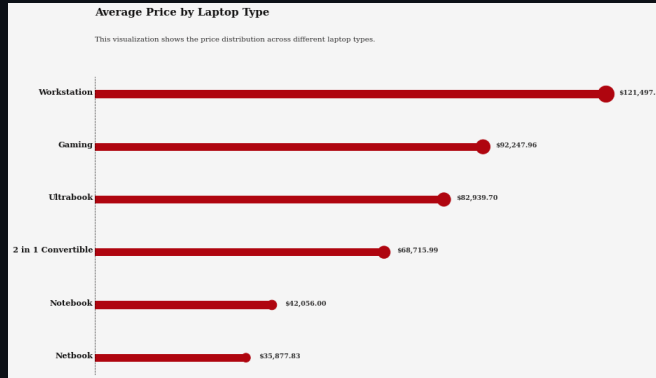 Average Price by Laptop Type
This visualization shows the price distribution across different laptop types.
Workstation $121,497.
Gaming $92,247.96
Ultrabook $82,939.70
2 in 1 Convertible $68,715.99
Notebook $42,056.00
Netbook $35,877.83